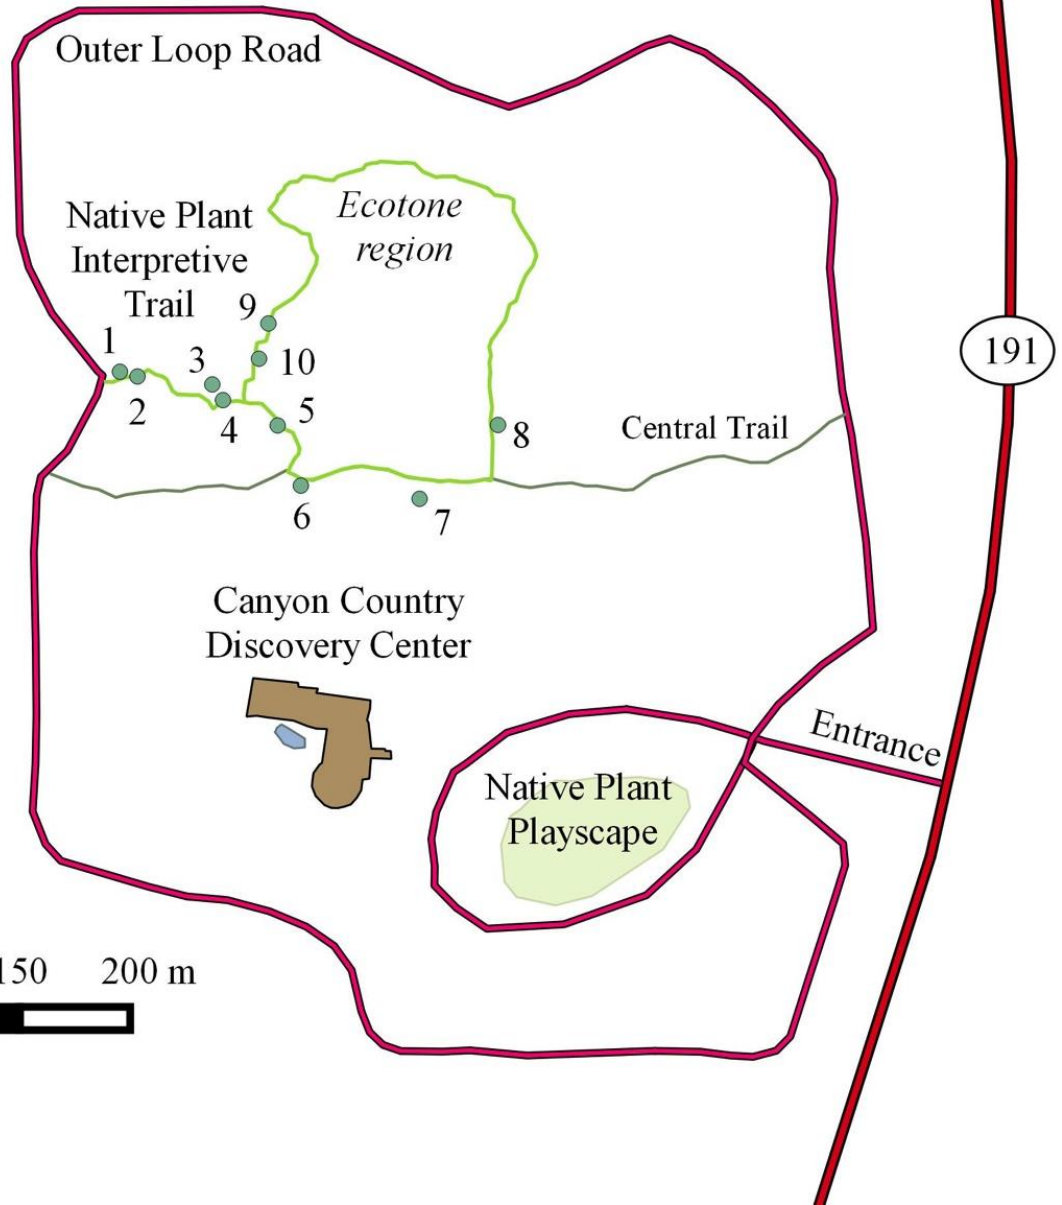 Outer Loop Road
Ecotone
region
Native Plant
Interpretive
Trail
9
1
3
10
2
4
5
8
6
7
191
Central Trail
Canyon Country
Discovery Center
Entrance
Native Plant
Playscape
150 200 m